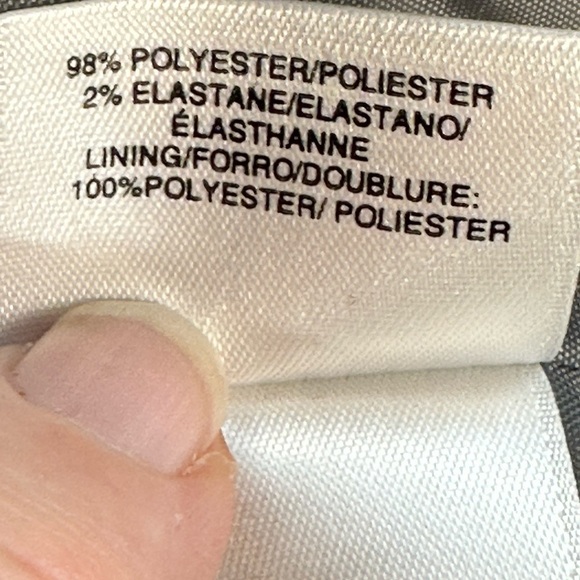 98% POLYESTER/POLIESTER
2% ELASTANE/ELASTANO/
ÉLASTHANNE
LINING/FORRO/DOUBLURE:
100%POLYESTER/ POLIESTER